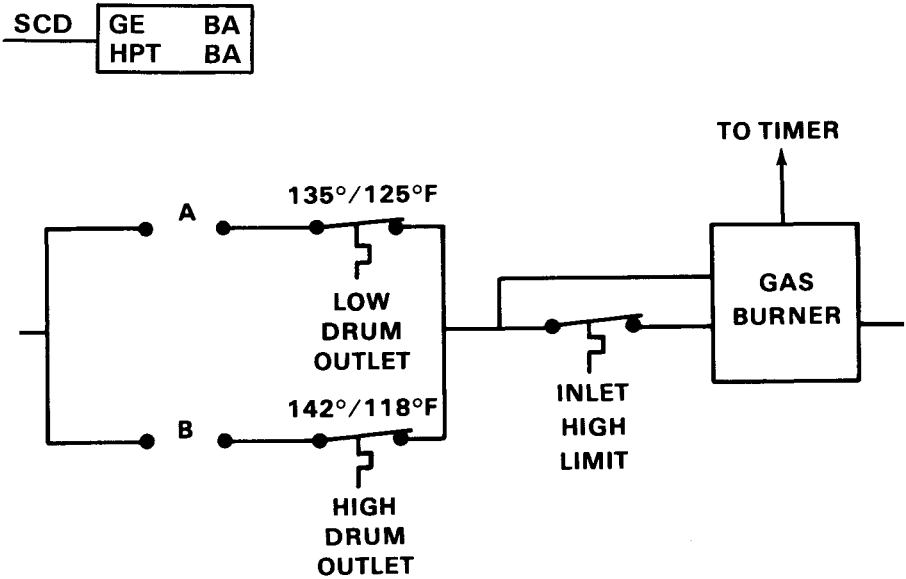 SCD
GE BA
HPT BA
TO TIMER
A
135°/125°F
LOW
DRUM
OUTLET
GAS
BURNER
B
142°/118°F
HIGH
DRUM
OUTLET
INLET
HIGH
LIMIT